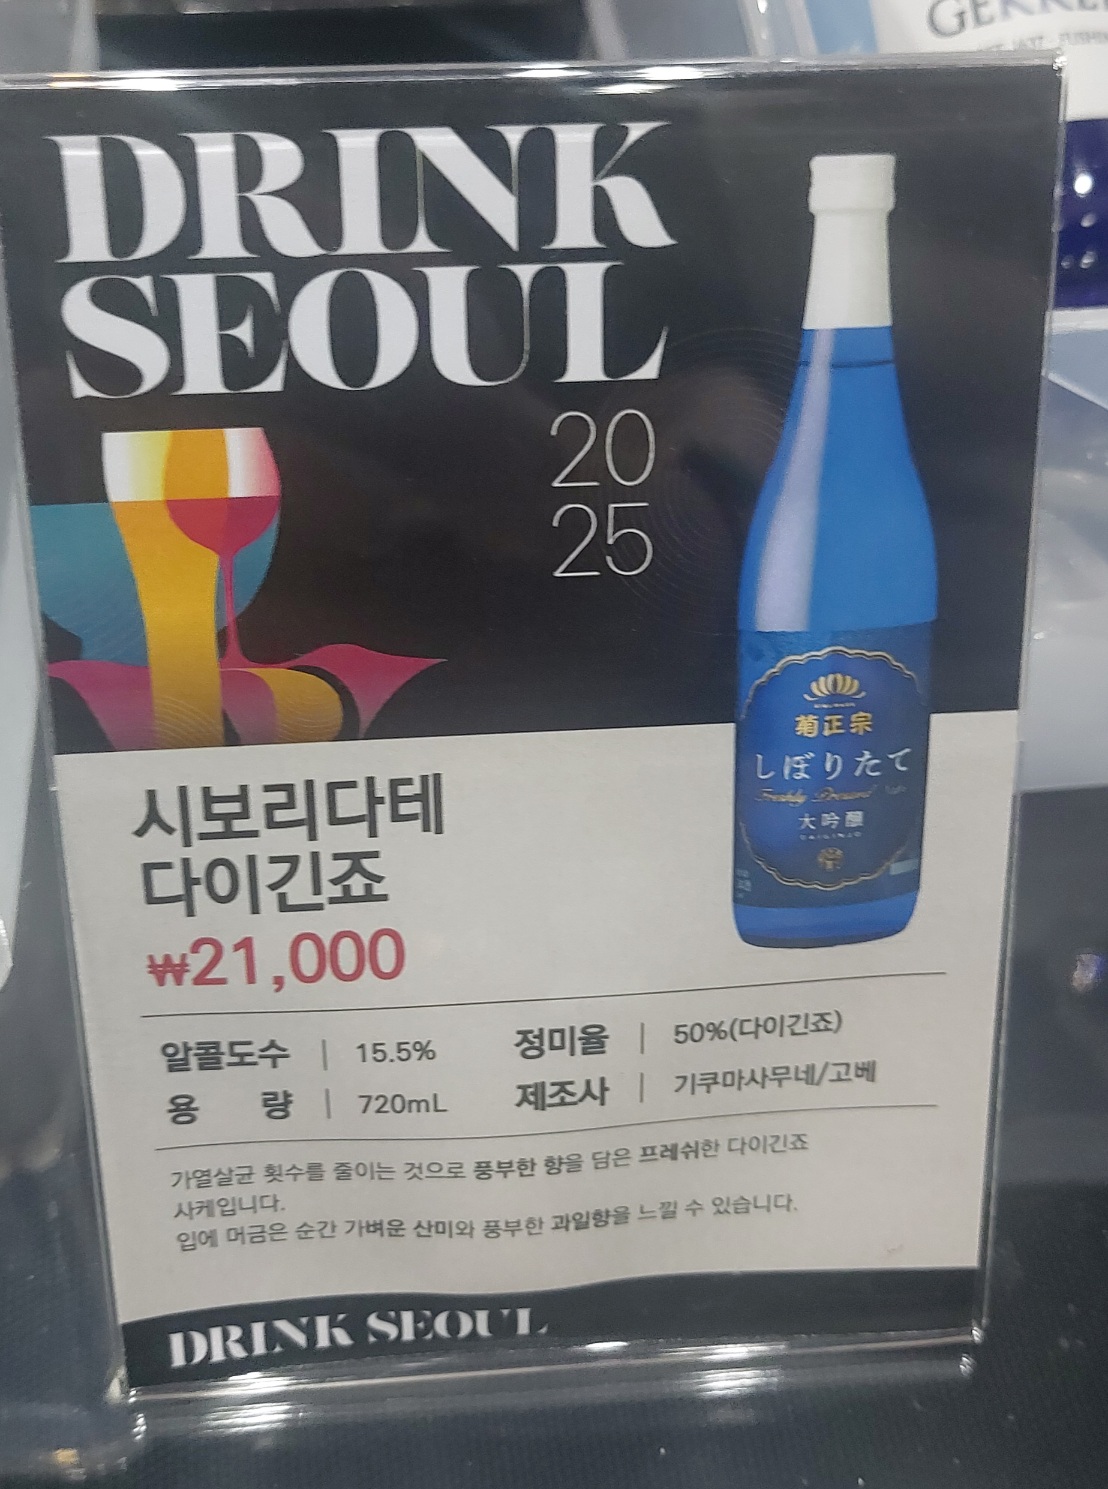 GEKKEI
DRINK
SEOUL
20
25
菊正宗
しぼりたて
Freshly Pressed
大吟醸
DAIGINJO
시보리다테
다이긴죠
₩21,000
알콜도수 | 15.5% 정미율 | 50%(다이긴죠)
용 량 | 720mL 제조사 | 기쿠마사무네/고베
가열살균 횟수를 줄이는 것으로 풍부한 향을 담은 프레쉬한 다이긴죠
사케입니다.
입에 머금은 순간 가벼운 산미와 풍부한 과일향을 느낄 수 있습니다.
DRINK SEOUL